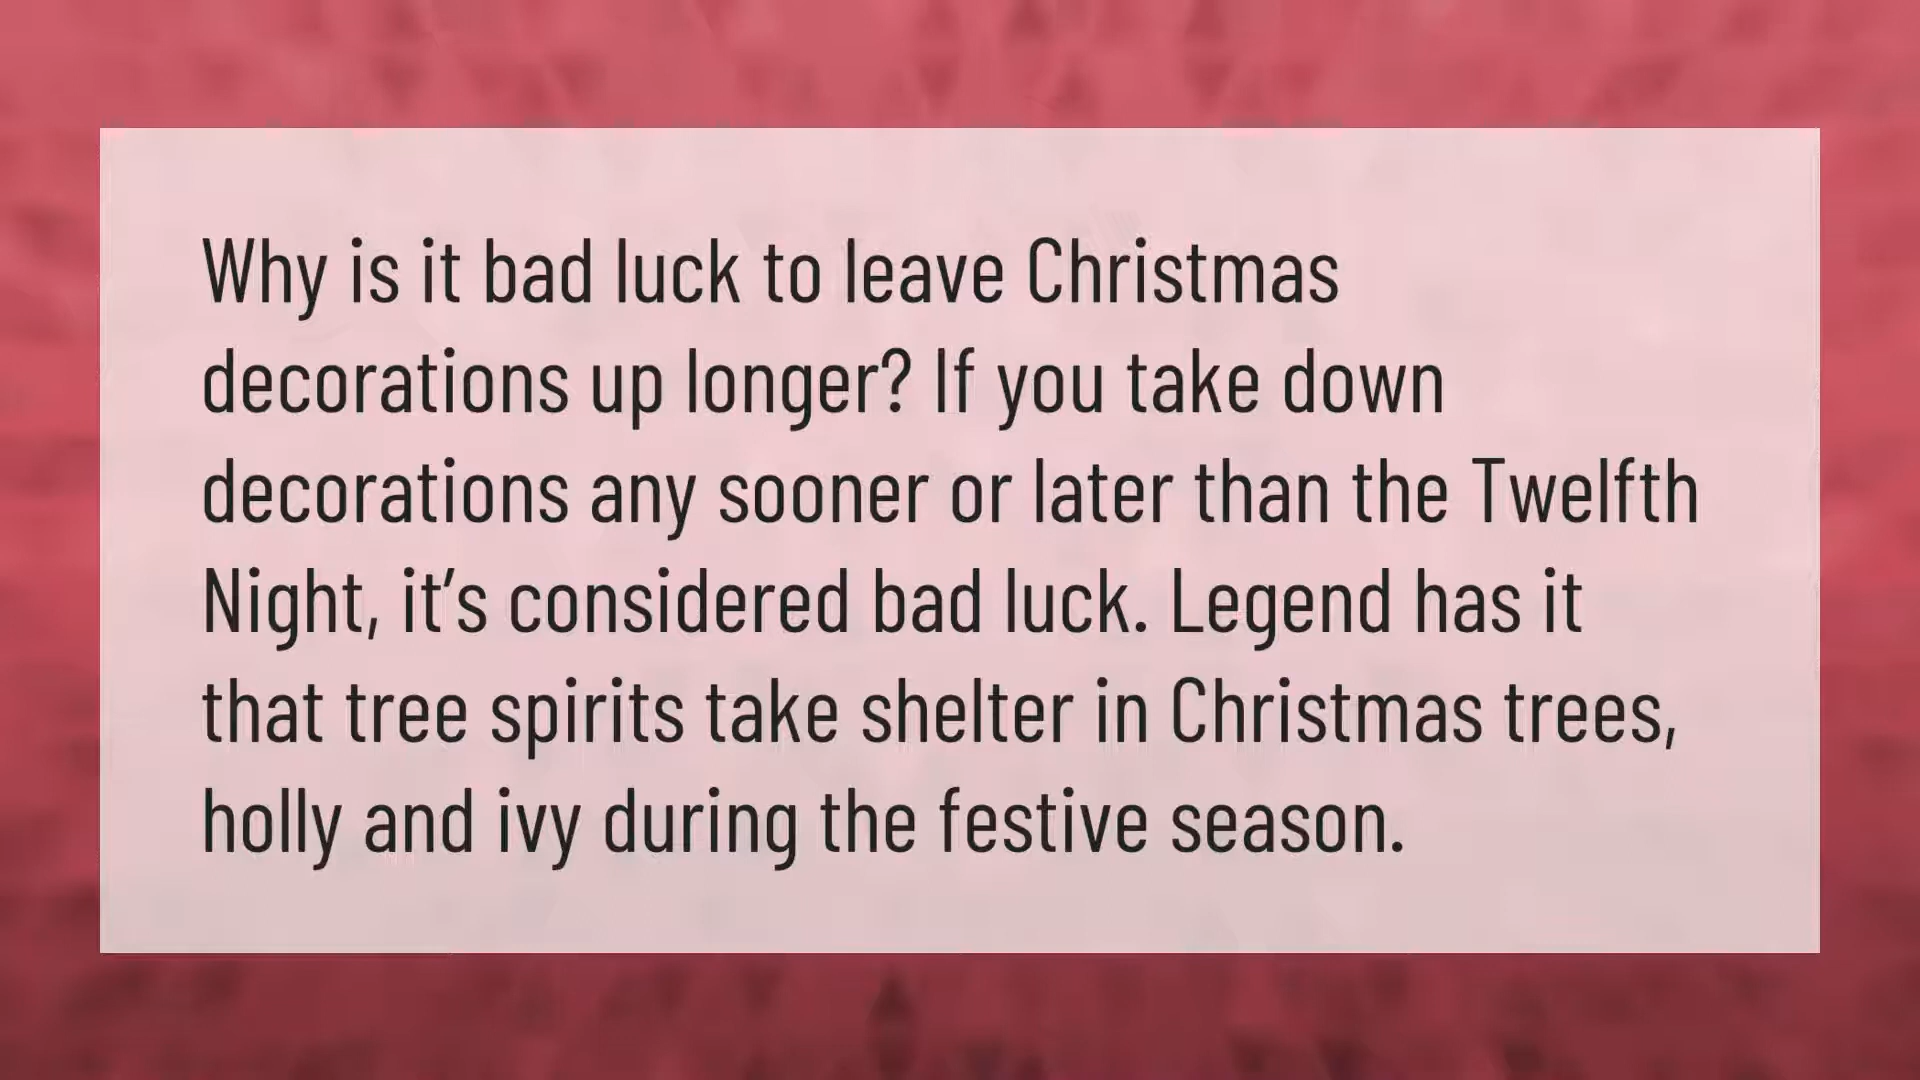 Why is it bad luck to leave Christmas
decorations up longer? If you take down
decorations any sooner or later than the Twelfth
Night, it’s considered bad luck. Legend has it
that tree spirits take shelter in Christmas trees,
holly and ivy during the festive season.